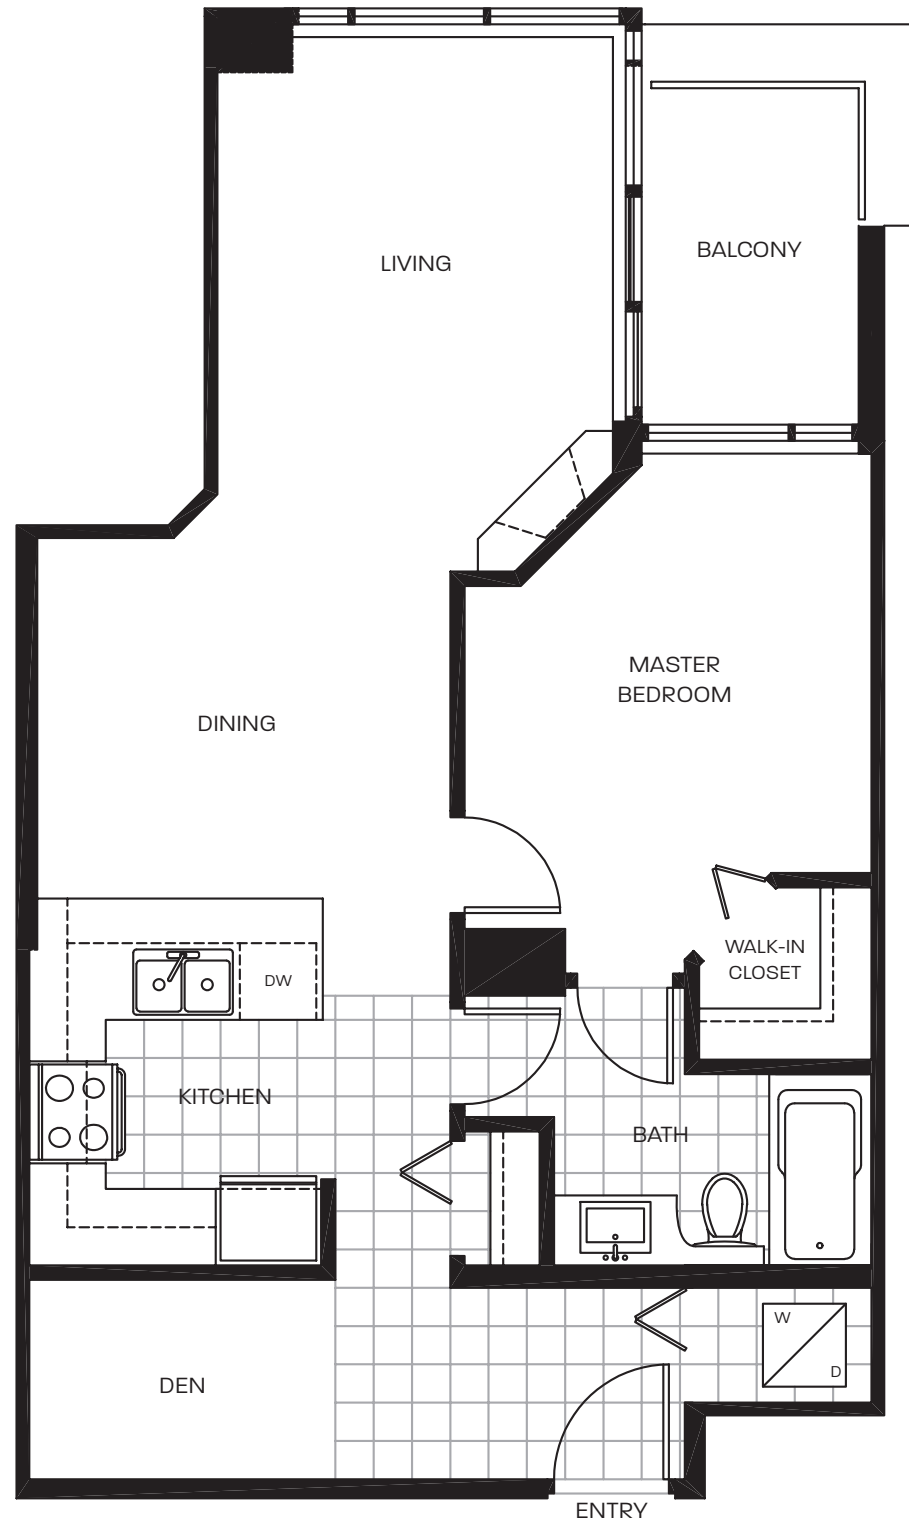 BALCONY
LIVING
MASTER
BEDROOM
DINING
WALK-IN
CLOSET
DW
KITCHEN
BATH
W
D
DEN
ENTRY